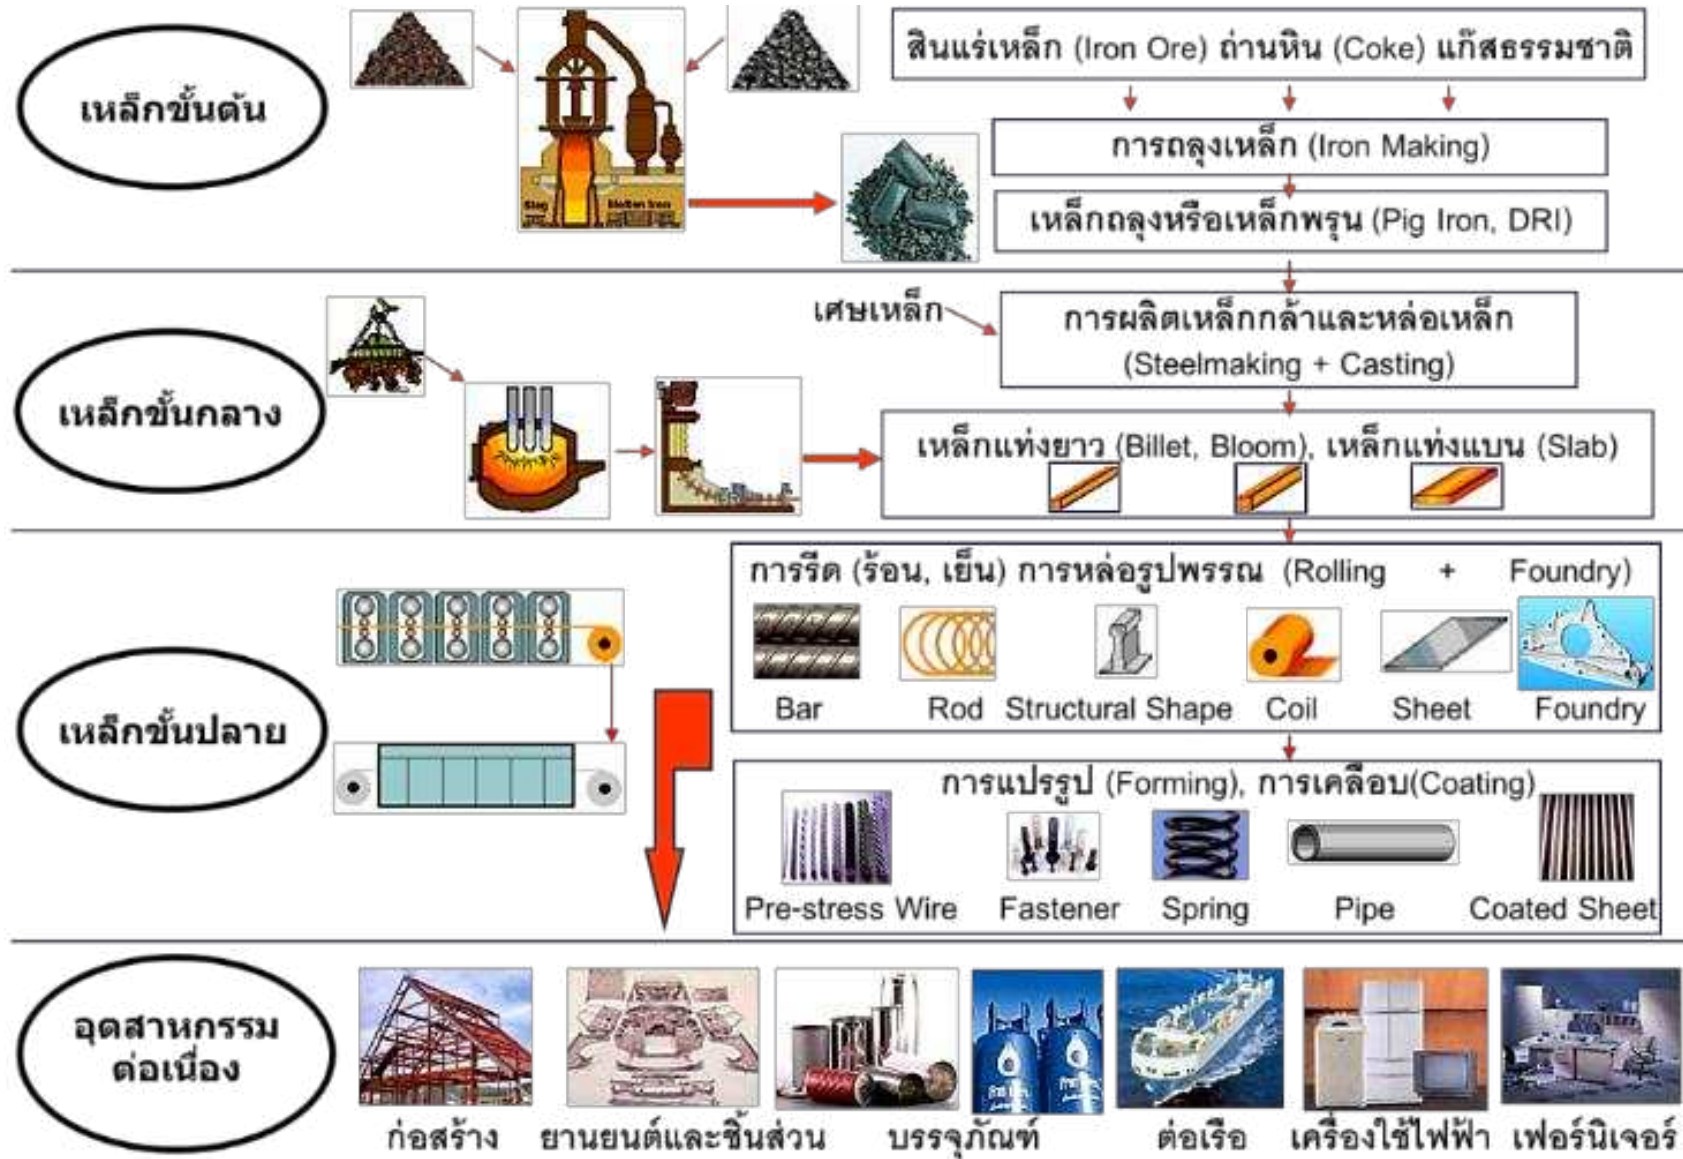 เหล็กขั้นต้น
สินแร่เหล็ก (Iron Ore) ถ่านหิน (Coke) แก๊สธรรมชาติ
การถลุงเหล็ก (Iron Making)
Slag Molten Iron
เหล็กถลุงหรือเหล็กพรุน (Pig Iron, DRI)
เหล็กขั้นกลาง
เศษเหล็ก
การผลิตเหล็กกล้าและหล่อเหล็ก
(Steelmaking + Casting)
เหล็กแท่งยาว (Billet, Bloom), เหล็กแท่งแบน (Slab)
เหล็กขั้นปลาย
การรีด (ร้อน, เย็น) การหล่อรูปพรรณ (Rolling + Foundry)
Bar Rod Structural Shape Coil Sheet Foundry
การแปรรูป (Forming), การเคลือบ(Coating)
Pre-stress Wire Fastener Spring Pipe Coated Sheet
อุตสาหกรรม
ต่อเนื่อง
ก่อสร้าง ยานยนต์และชิ้นส่วน บรรจุภัณฑ์ ต่อเรือ เครื่องใช้ไฟฟ้า เฟอร์นิเจอร์